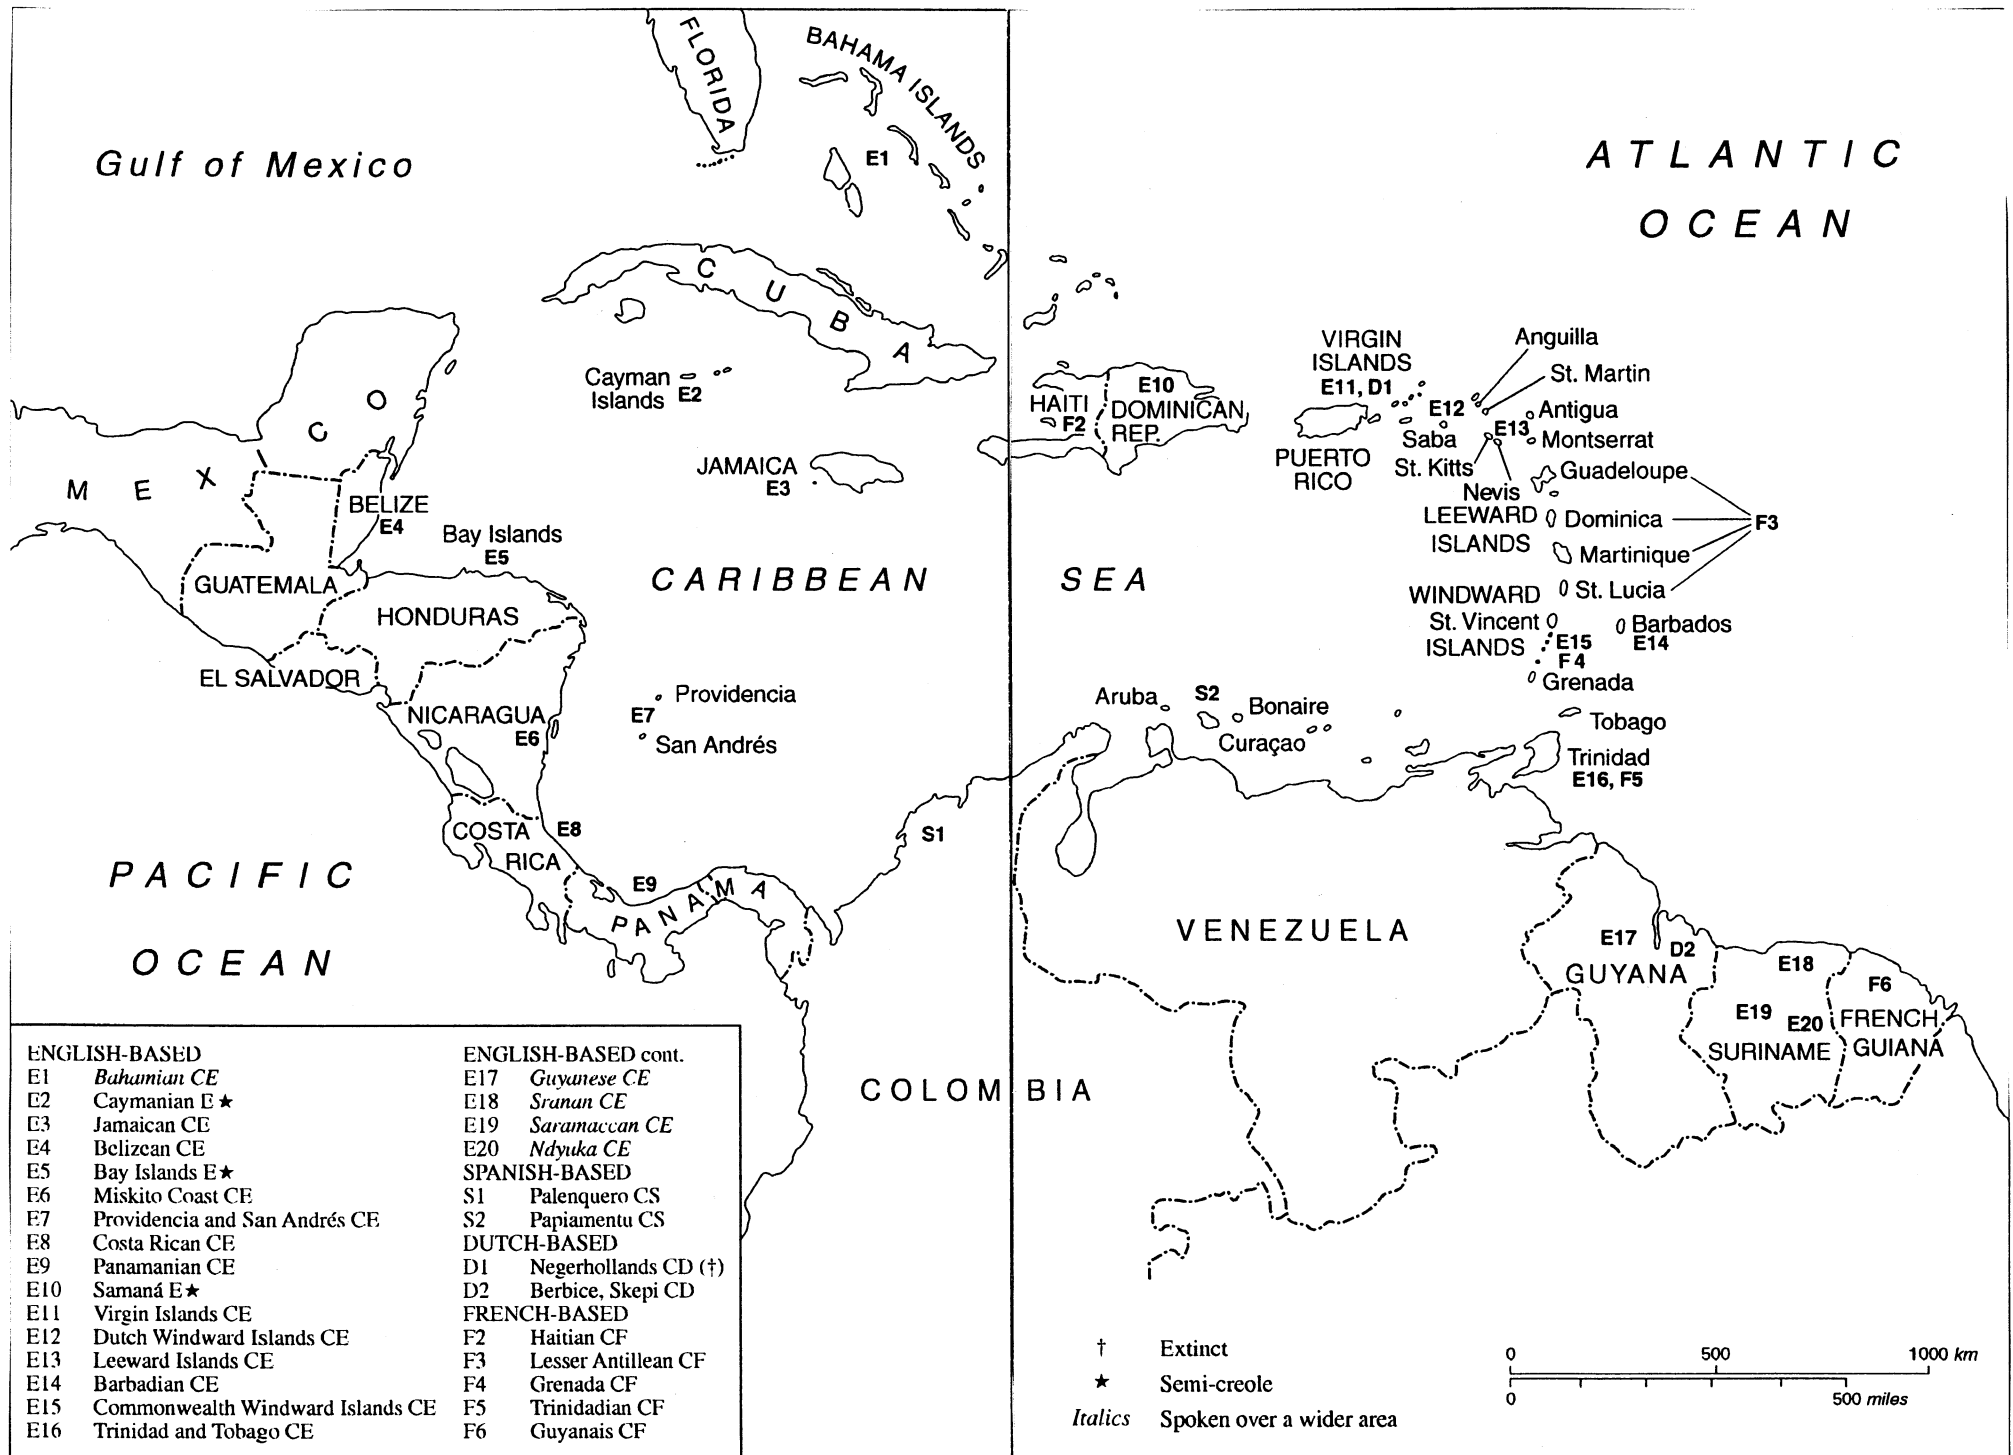 FLORIDA
BAHAMA ISLANDS
E1
Gulf of Mexico
ATLANTIC
OCEAN
CUBA
Cayman
Islands E2
JAMAICA
E3
MEXICO
BELIZE
E4
Bay Islands
E5
GUATEMALA
HONDURAS
EL SALVADOR
NICARAGUA
E6
Providencia
E7
San Andrés
COSTA
RICA
E8
E9
PANAMA
S1
CARIBBEAN SEA
PACIFIC
OCEAN
HAITI
F2
E10
DOMINICAN
REP.
VIRGIN
ISLANDS
E11, D1
PUERTO
RICO
E12
Saba
St. Kitts
Nevis
E13
Anguilla
St. Martin
Antigua
Montserrat
Guadeloupe
LEEWARD
ISLANDS
Dominica
F3
Martinique
WINDWARD
ISLANDS
St. Lucia
St. Vincent
E15
F4
Barbados
E14
Grenada
Aruba
S2
Bonaire
Curaçao
Tobago
Trinidad
E16, F5
VENEZUELA
COLOMBIA
E17
D2
GUYANA
E18
E19
E20
SURINAME
F6
FRENCH
GUIANA
ENGLISH-BASED
E1 Bahamian CE
E2 Caymanian E★
E3 Jamaican CE
E4 Belizean CE
E5 Bay Islands E★
E6 Miskito Coast CE
E7 Providencia and San Andrés CE
E8 Costa Rican CE
E9 Panamanian CE
E10 Samaná E★
E11 Virgin Islands CE
E12 Dutch Windward Islands CE
E13 Leeward Islands CE
E14 Barbadian CE
E15 Commonwealth Windward Islands CE
E16 Trinidad and Tobago CE
ENGLISH-BASED cont.
E17 Guyanese CE
E18 Sranan CE
E19 Saramaccan CE
E20 Ndyuka CE
SPANISH-BASED
S1 Palenquero CS
S2 Papiamentu CS
DUTCH-BASED
D1 Negerhollands CD (†)
D2 Berbice, Skepi CD
FRENCH-BASED
F2 Haitian CF
F3 Lesser Antillean CF
F4 Grenada CF
F5 Trinidadian CF
F6 Guyanais CF
† Extinct
★ Semi-creole
Italics Spoken over a wider area
0 500 1000 km
0 500 miles